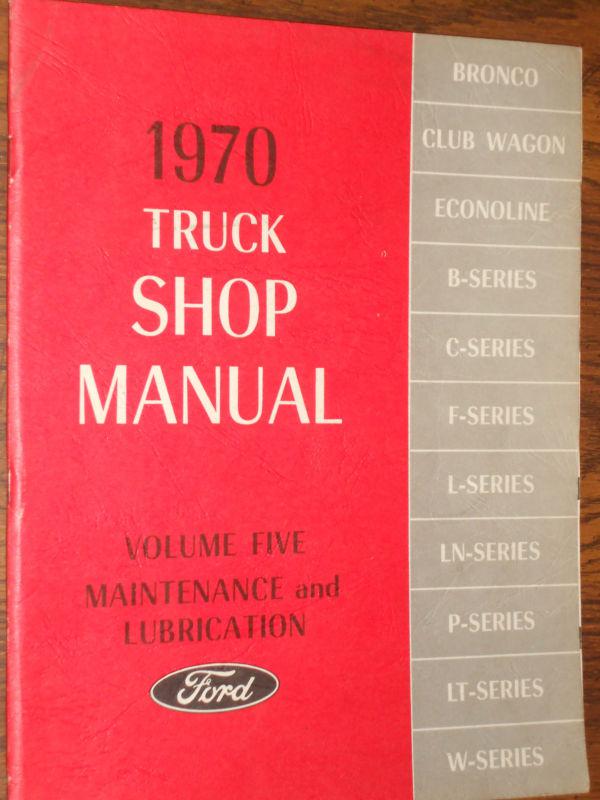 1970
TRUCK
SHOP
MANUAL
VOLUME FIVE
MAINTENANCE and
LUBRICATION
Ford
BRONCO
CLUB WAGON
ECONOLINE
B-SERIES
C-SERIES
F-SERIES
L-SERIES
LN-SERIES
P-SERIES
LT-SERIES
W-SERIES